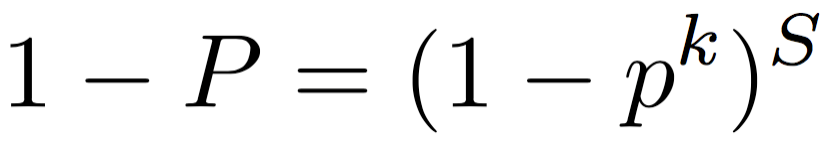 1 − P = (1 − p^k)^S